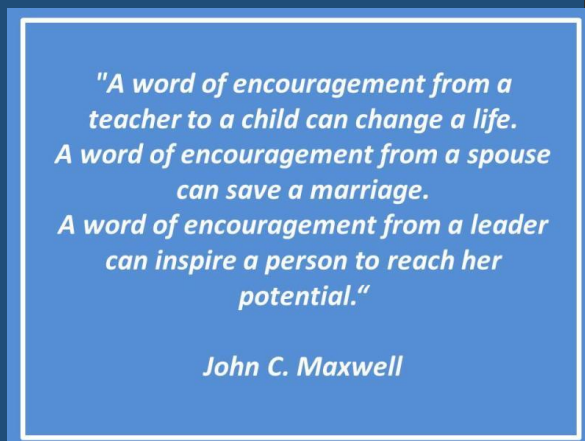 "A word of encouragement from a
teacher to a child can change a life.
A word of encouragement from a spouse
can save a marriage.
A word of encouragement from a leader
can inspire a person to reach her
potential.“
John C. Maxwell